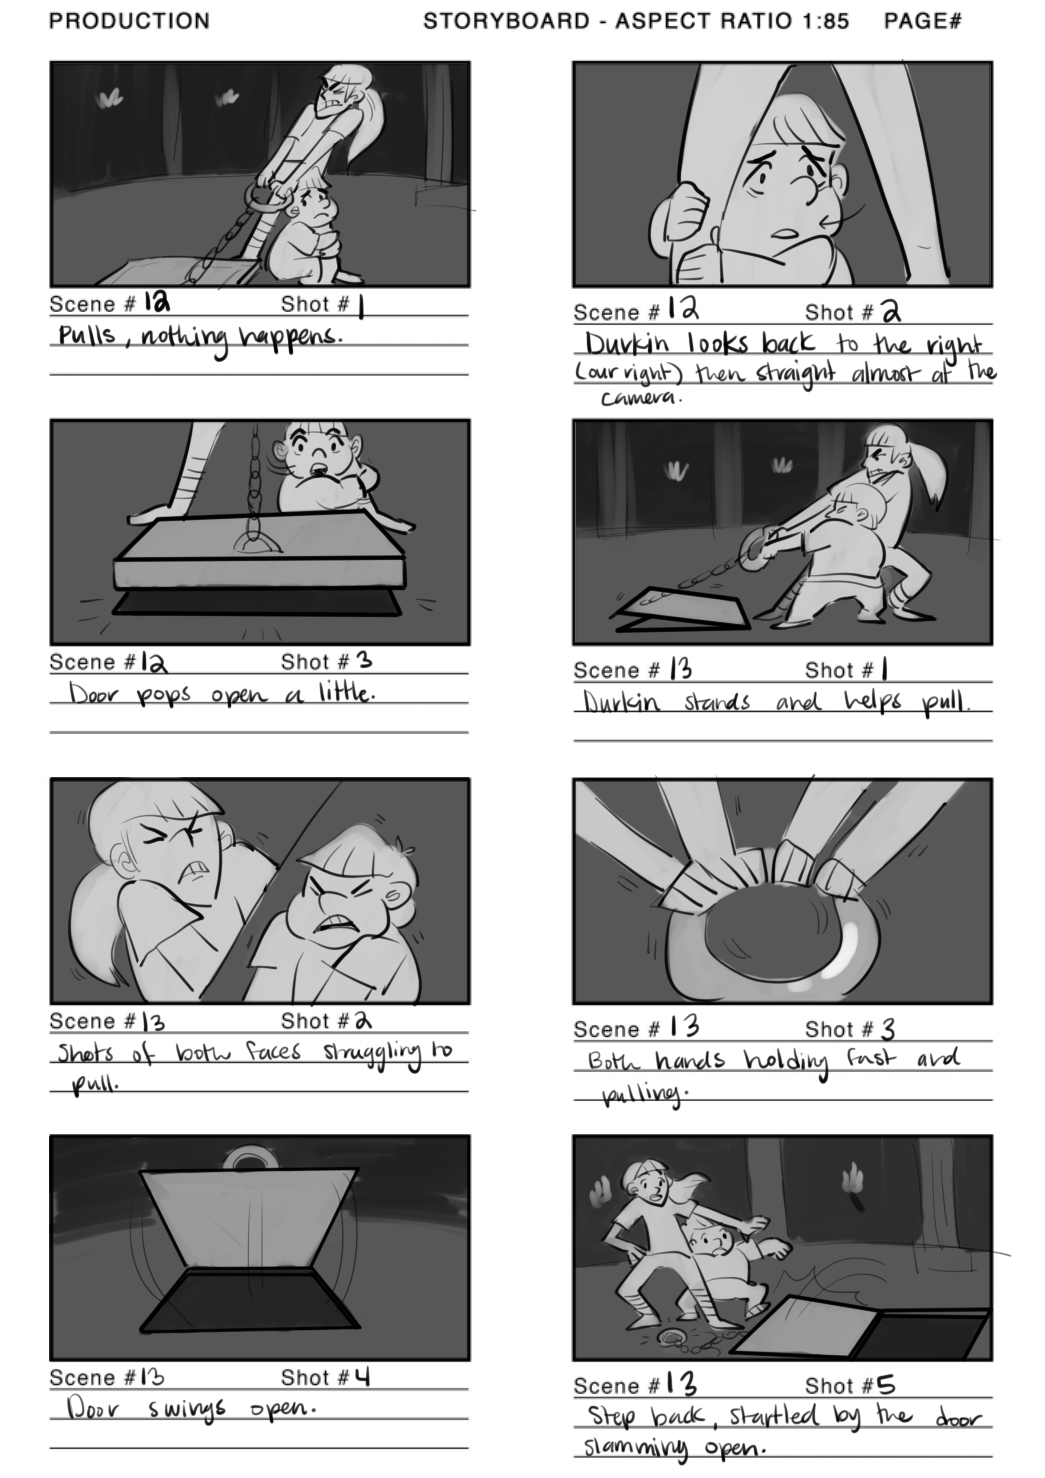 PRODUCTION STORYBOARD - ASPECT RATIO 1:85 PAGE#
Scene # 12 Shot # 1
Pulls, nothing happens.
Scene # 12 Shot # 2
Durkin looks back to the right
(our right) then straight almost at the
camera.
Scene # 12 Shot # 3
Door pops open a little.
Scene # 13 Shot # 1
Durkin stands and helps pull.
Scene # 13 Shot # 2
Shots of both faces struggling to
pull.
Scene # 13 Shot # 3
Both hands holding fast and
pulling.
Scene # 13 Shot # 4
Door swings open.
Scene # 13 Shot # 5
Step back, startled by the door
slamming open.